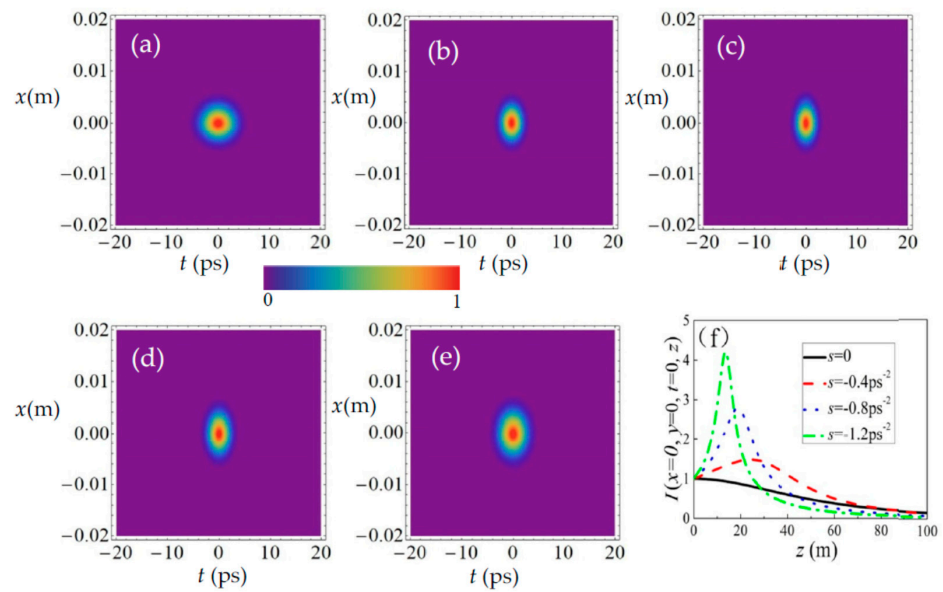 (a)
x(m)
0.02
0.01
0.00
−0.01
−0.02
−20 −10 0 10 20
t (ps)
(b)
x(m)
0.02
0.01
0.00
−0.01
−0.02
−20 −10 0 10 20
t (ps)
(c)
x(m)
0.02
0.01
0.00
−0.01
−0.02
−20 −10 0 10 20
t (ps)
0 1
(d)
x(m)
0.02
0.01
0.00
−0.01
−0.02
−20 −10 0 10 20
t (ps)
(e)
x(m)
0.02
0.01
0.00
−0.01
−0.02
−20 −10 0 10 20
t (ps)
(f)
I(x=0, y=0, t=0, z)
5
4
3
2
1
0
s=0
s=-0.4ps-2
s=-0.8ps-2
s=-1.2ps-2
0 20 40 60 80 100
z (m)